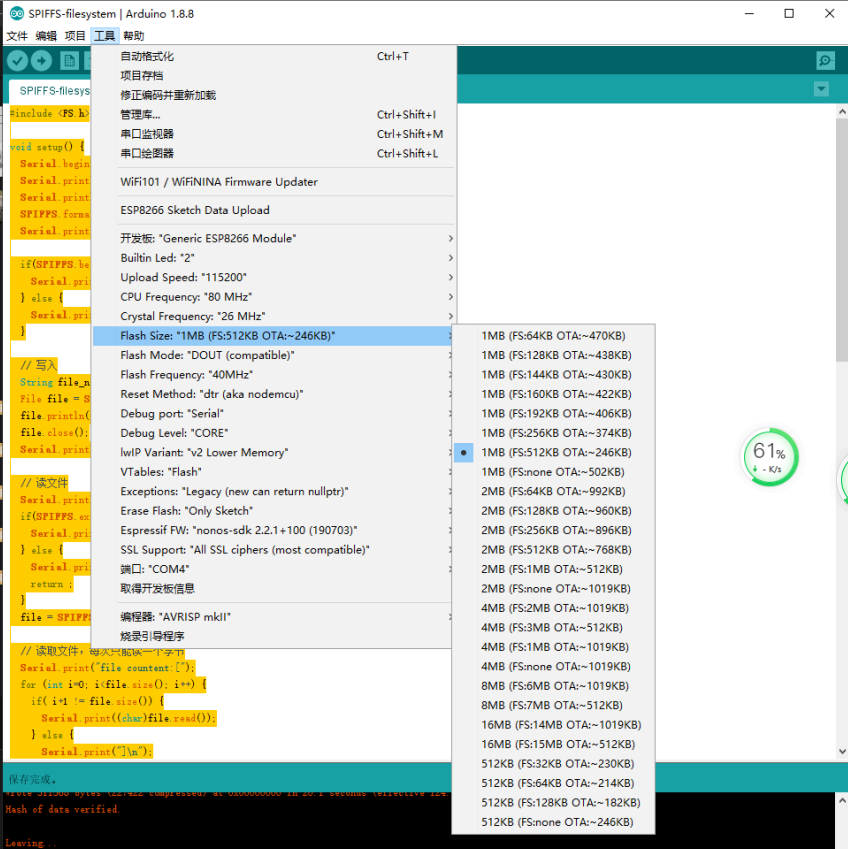 SPIFFS-filesystem | Arduino 1.8.8
文件 编辑 项目 工具 帮助
SPIFFS-filesys
自动格式化 Ctrl+T
项目存档
修正编码并重新加载
管理库... Ctrl+Shift+I
串口监视器 Ctrl+Shift+M
串口绘图器 Ctrl+Shift+L
WiFi101 / WiFiNINA Firmware Updater
ESP8266 Sketch Data Upload
开发板: "Generic ESP8266 Module"
Builtin Led: "2"
Upload Speed: "115200"
CPU Frequency: "80 MHz"
Crystal Frequency: "26 MHz"
Flash Size: "1MB (FS:512KB OTA:~246KB)"
Flash Mode: "DOUT (compatible)"
Flash Frequency: "40MHz"
Reset Method: "dtr (aka nodemcu)"
Debug port: "Serial"
Debug Level: "CORE"
lwIP Variant: "v2 Lower Memory"
VTables: "Flash"
Exceptions: "Legacy (new can return nullptr)"
Erase Flash: "Only Sketch"
Espressif FW: "nonos-sdk 2.2.1+100 (190703)"
SSL Support: "All SSL ciphers (most compatible)"
端口: "COM4"
取得开发板信息
编程器: "AVRISP mkII"
烧录引导程序
1MB (FS:64KB OTA:~470KB)
1MB (FS:128KB OTA:~438KB)
1MB (FS:144KB OTA:~430KB)
1MB (FS:160KB OTA:~422KB)
1MB (FS:192KB OTA:~406KB)
1MB (FS:256KB OTA:~374KB)
1MB (FS:512KB OTA:~246KB)
1MB (FS:none OTA:~502KB)
2MB (FS:64KB OTA:~992KB)
2MB (FS:128KB OTA:~960KB)
2MB (FS:256KB OTA:~896KB)
2MB (FS:512KB OTA:~768KB)
2MB (FS:1MB OTA:~512KB)
2MB (FS:none OTA:~1019KB)
4MB (FS:2MB OTA:~1019KB)
4MB (FS:3MB OTA:~512KB)
4MB (FS:1MB OTA:~1019KB)
4MB (FS:none OTA:~1019KB)
8MB (FS:6MB OTA:~1019KB)
8MB (FS:7MB OTA:~512KB)
16MB (FS:14MB OTA:~1019KB)
16MB (FS:15MB OTA:~512KB)
512KB (FS:32KB OTA:~230KB)
512KB (FS:64KB OTA:~214KB)
512KB (FS:128KB OTA:~182KB)
512KB (FS:none OTA:~246KB)
61%
- K/s
#include <FS.h>
void setup() {
Serial.begin
Serial.print
Serial.print
SPIFFS.forma
Serial.print
if(SPIFFS.be
Serial.pri
} else {
Serial.pri
}
// 写入
String file_n
File file = S
file.println(
file.close();
Serial.print
// 读文件
Serial.print
if(SPIFFS.ex
Serial.pri
} else {
Serial.pri
return ;
}
file = SPIFFS
// 读取文件，每次只能读一个字节
Serial.print("file countent:[");
for (int i=0; i<file.size(); i++) {
if( i+1 != file.size()) {
Serial.print((char)file.read());
} else {
Serial.print("]\n");
保存完成。
Wrote 311568 bytes (227422 compressed) at 0x00000000 in 20.1 seconds (effective 124.
Hash of data verified.
Leaving...